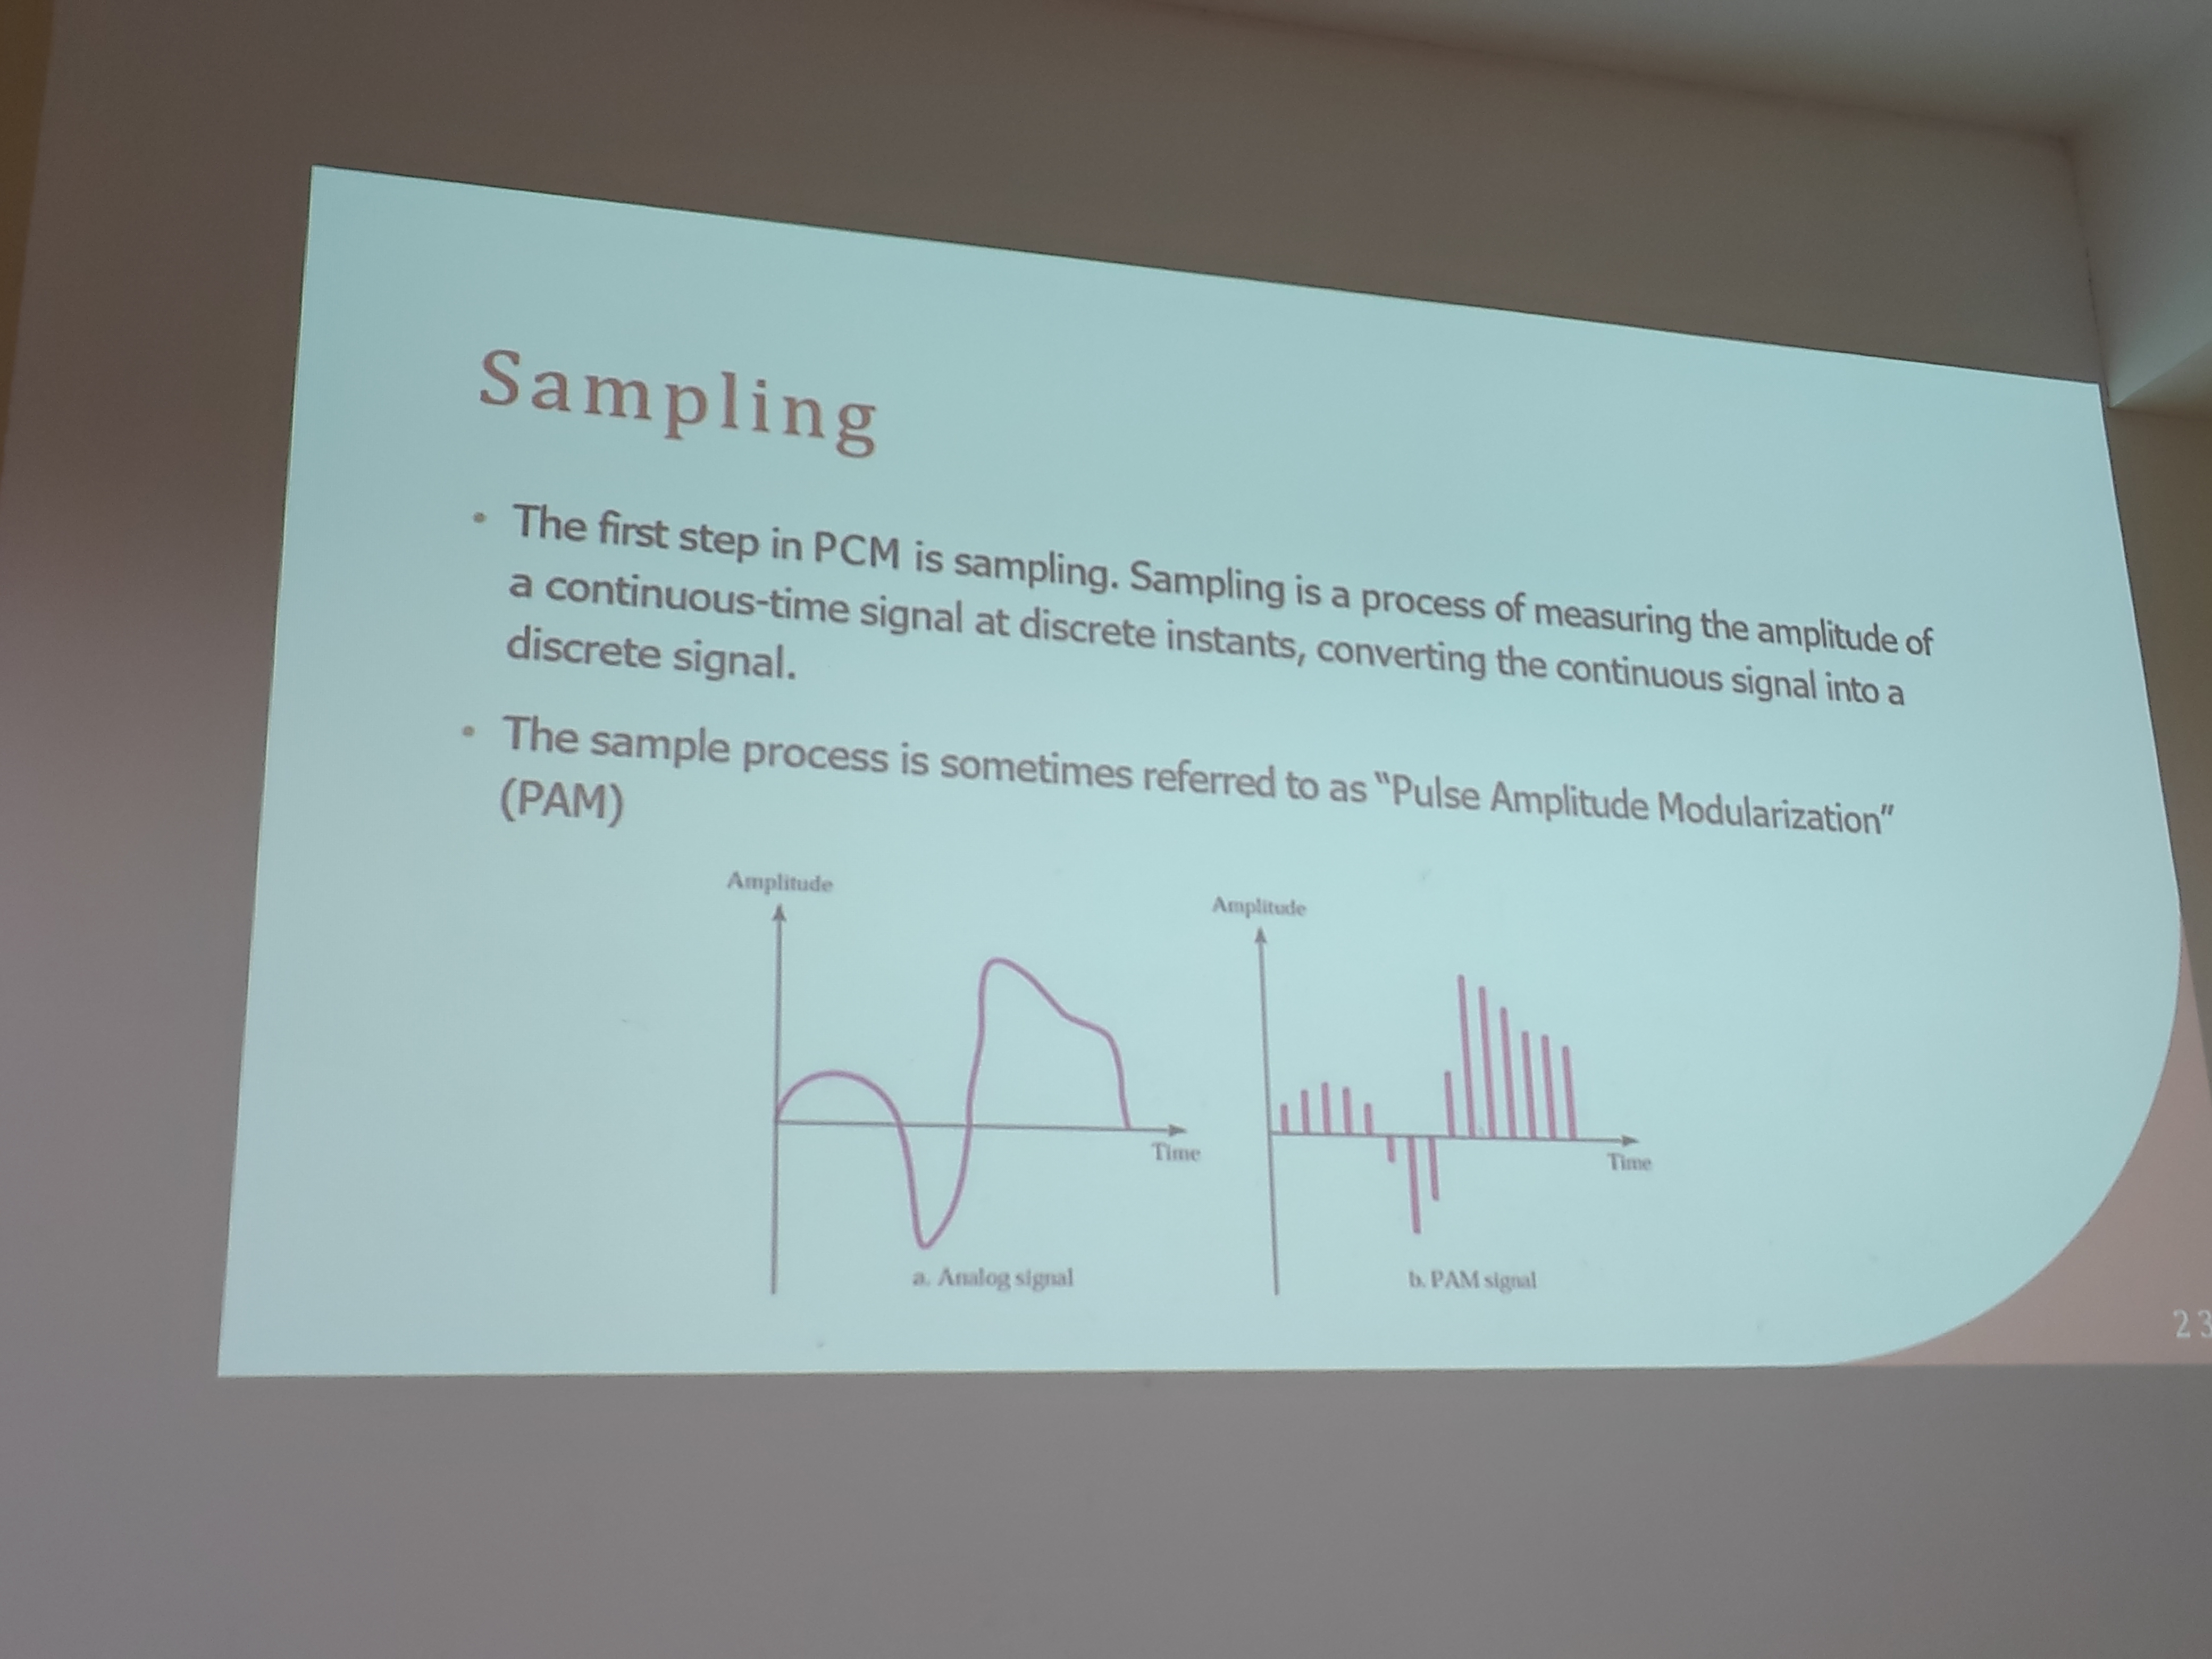 Sampling
• The first step in PCM is sampling. Sampling is a process of measuring the amplitude of
a continuous-time signal at discrete instants, converting the continuous signal into a
discrete signal.
• The sample process is sometimes referred to as “Pulse Amplitude Modularization”
(PAM)
Amplitude
Time
a. Analog signal
Amplitude
Time
b. PAM signal
23